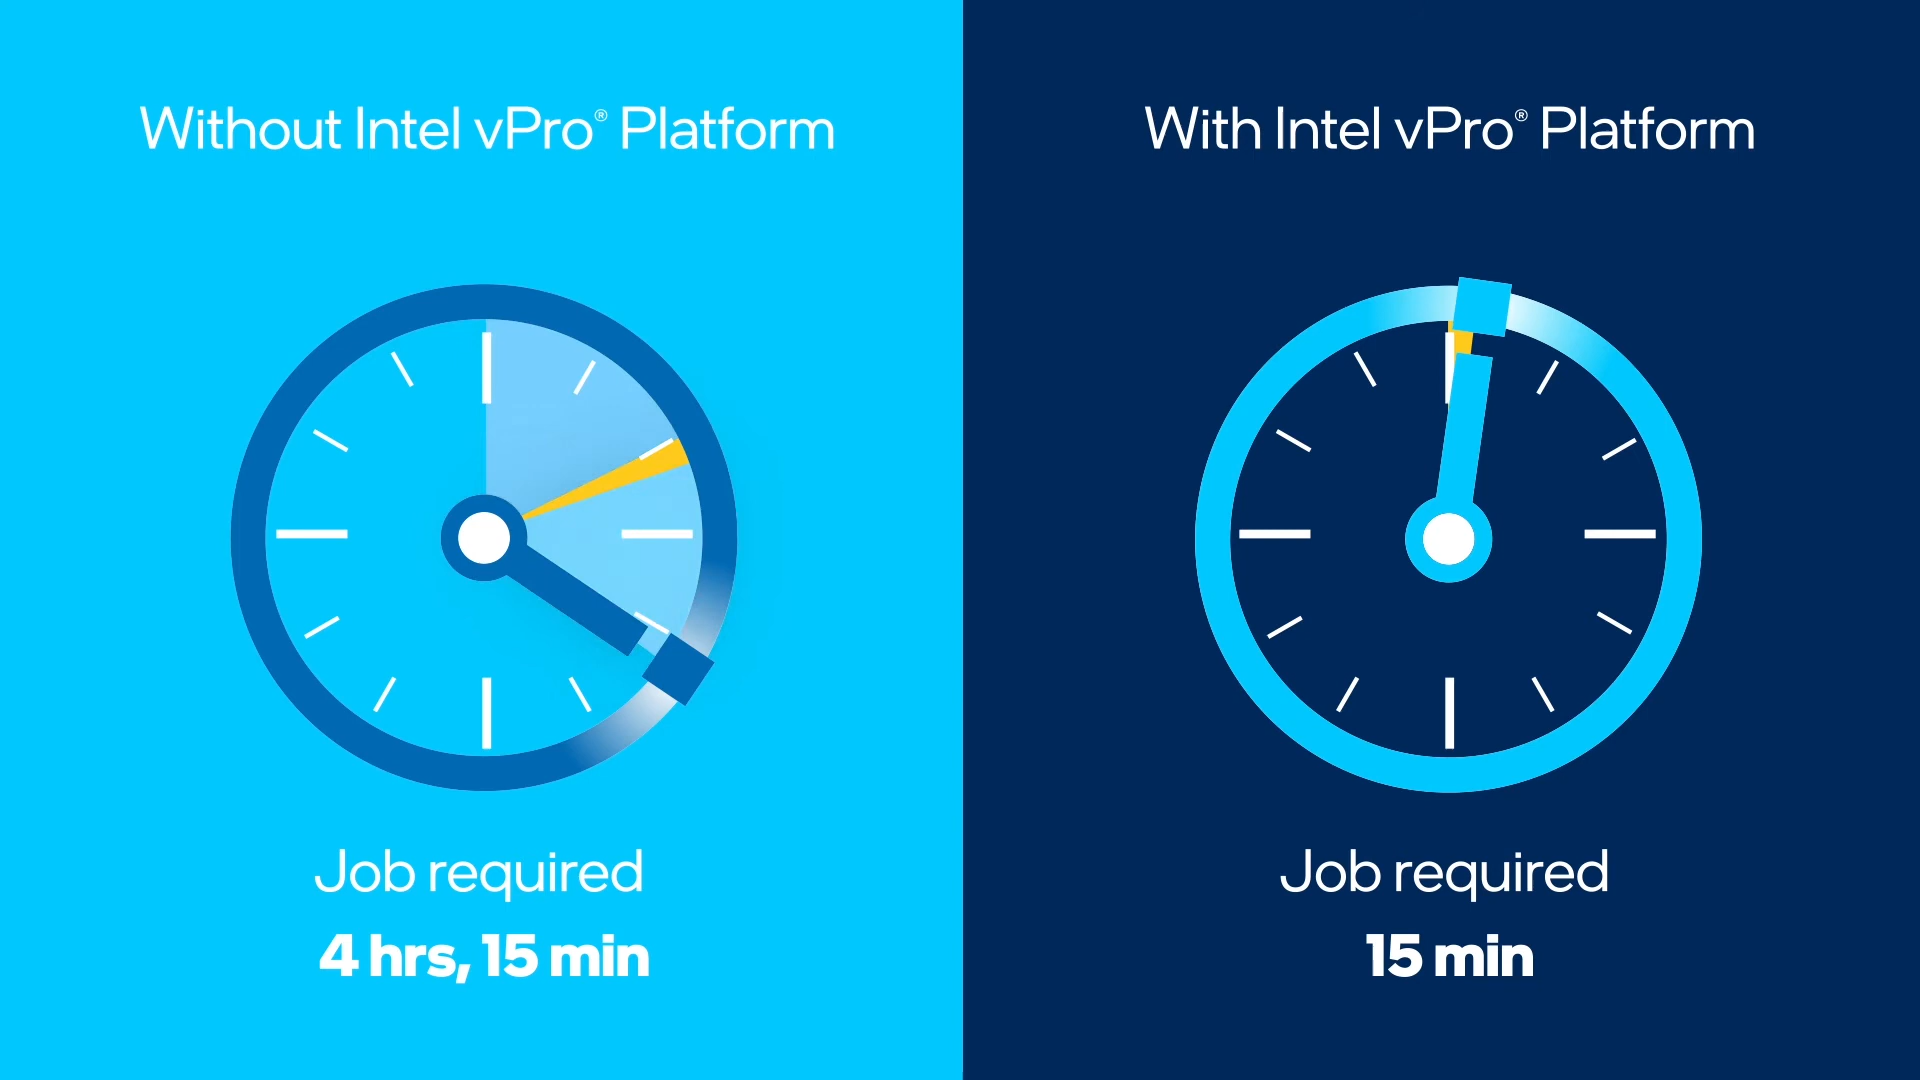 Without Intel vPro® Platform
Job required
4 hrs, 15 min
With Intel vPro® Platform
Job required
15 min